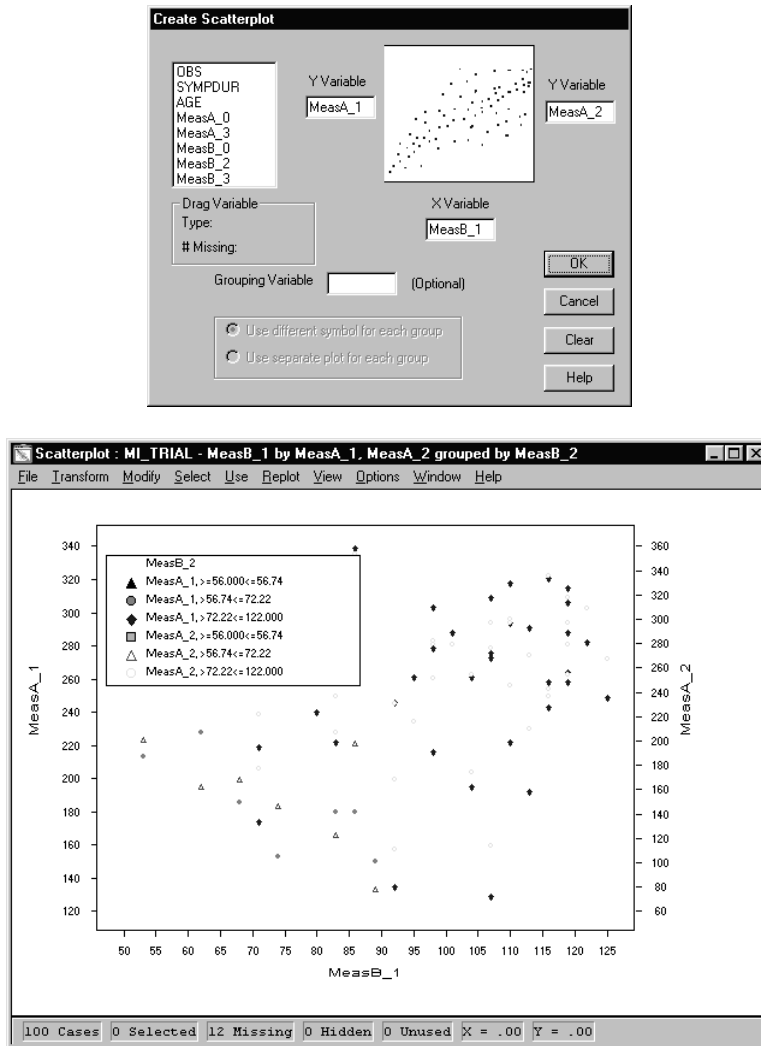 Create Scatterplot
OBS
SYMPDUR
AGE
MeasA_0
MeasA_3
MeasB_0
MeasB_2
MeasB_3
Y Variable
MeasA_1
Y Variable
MeasA_2
Drag Variable
Type:
# Missing:
X Variable
MeasB_1
Grouping Variable
(Optional)
Use different symbol for each group
Use separate plot for each group
OK
Cancel
Clear
Help
Scatterplot : MI_TRIAL - MeasB_1 by MeasA_1, MeasA_2 grouped by MeasB_2
File Transform Modify Select Use Replot View Options Window Help
MeasB_2
MeasA_1, >=56.000<=56.74
MeasA_1, >56.74<=72.22
MeasA_1, >72.22<=122.000
MeasA_2, >=56.000<=56.74
MeasA_2, >56.74<=72.22
MeasA_2, >72.22<=122.000
MeasA_1
340
320
300
280
260
240
220
200
180
160
140
120
360
340
320
300
280
260
240
220
200
180
160
140
120
100
80
60
MeasA_2
50 55 60 65 70 75 80 85 90 95 100 105 110 115 120 125
MeasB_1
100 Cases 0 Selected 12 Missing 0 Hidden 0 Unused X = .00 Y = .00